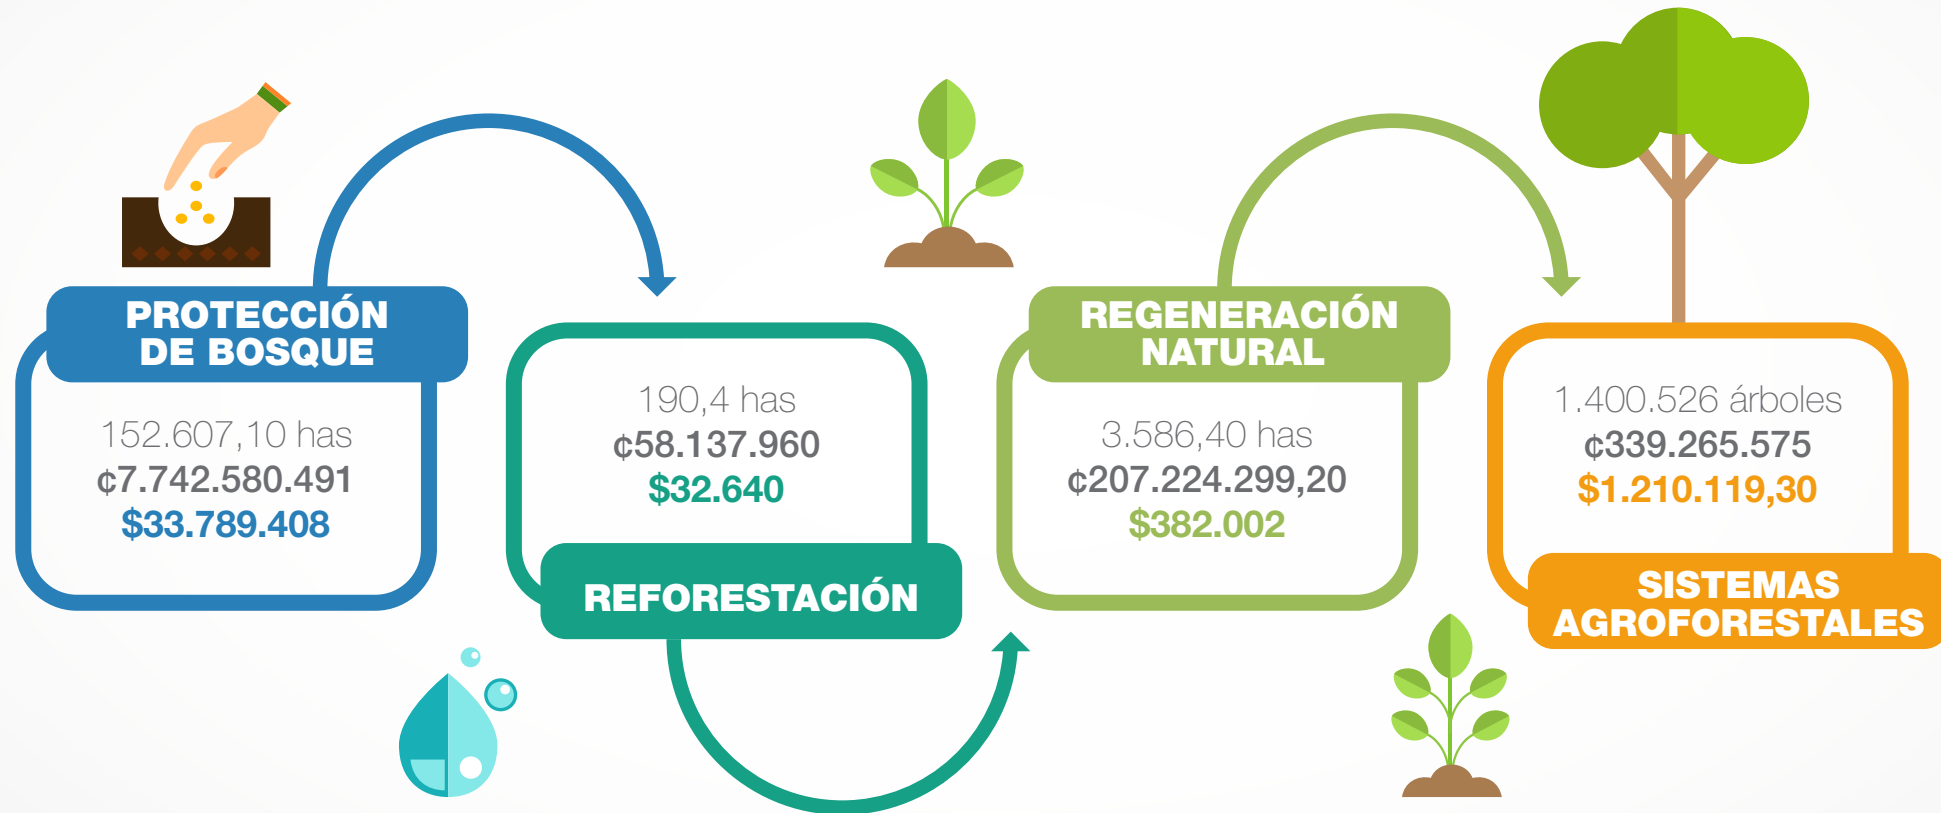 PROTECCIÓN
DE BOSQUE
152.607,10 has
¢7.742.580.491
$33.789.408
190,4 has
¢58.137.960
$32.640
REFORESTACIÓN
REGENERACIÓN
NATURAL
3.586,40 has
¢207.224.299,20
$382.002
1.400.526 árboles
¢339.265.575
$1.210.119,30
SISTEMAS
AGROFORESTALES